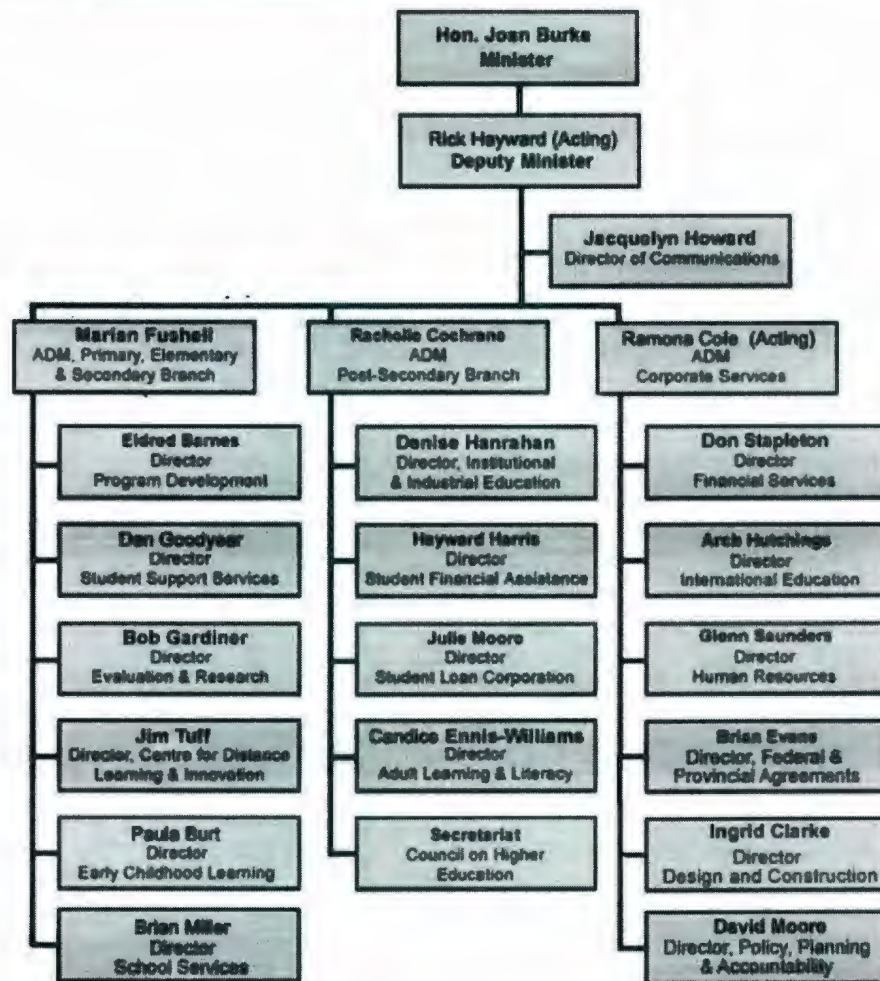 Hon. Joan Burke
Minister
Rick Hayward (Acting)
Deputy Minister
Jacquelyn Howard
Director of Communications
Marian Fushell
ADM, Primary, Elementary
& Secondary Branch
Eldred Barnes
Director
Program Development
Dan Goodyear
Director
Student Support Services
Bob Gardiner
Director
Evaluation & Research
Jim Tuff
Director, Centre for Distance
Learning & Innovation
Paula Burt
Director
Early Childhood Learning
Brian Miller
Director
School Services
Rachelle Cochrane
ADM
Post-Secondary Branch
Denise Hanrahan
Director, Institutional
& Industrial Education
Hayward Harris
Director
Student Financial Assistance
Julie Moore
Director
Student Loan Corporation
Candice Ennis-Williams
Director
Adult Learning & Literacy
Secretariat
Council on Higher
Education
Ramona Cole (Acting)
ADM
Corporate Services
Don Stapleton
Director
Financial Services
Arch Hutchings
Director
International Education
Glenn Saunders
Director
Human Resources
Brian Evans
Director, Federal &
Provincial Agreements
Ingrid Clarke
Director
Design and Construction
David Moore
Director, Policy, Planning
& Accountability